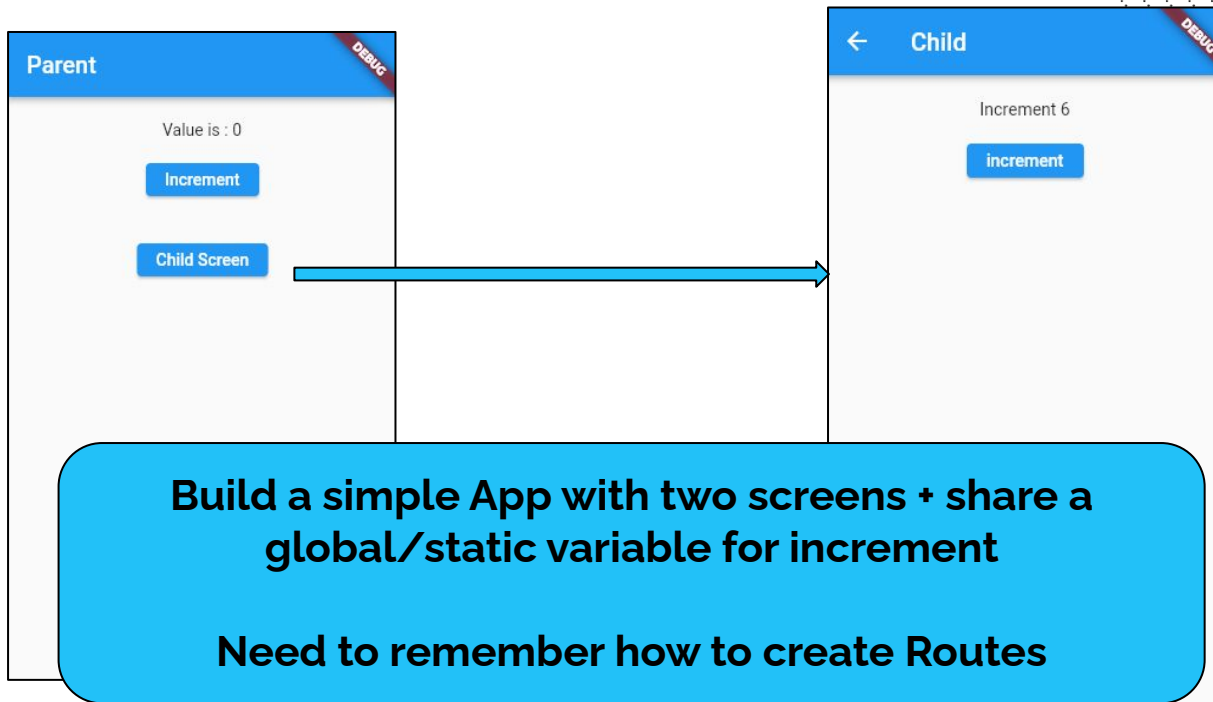 Parent
DEBUG
Value is : 0
Increment
Child Screen
Child
DEBUG
Increment 6
increment
Build a simple App with two screens + share a
global/static variable for increment
Need to remember how to create Routes